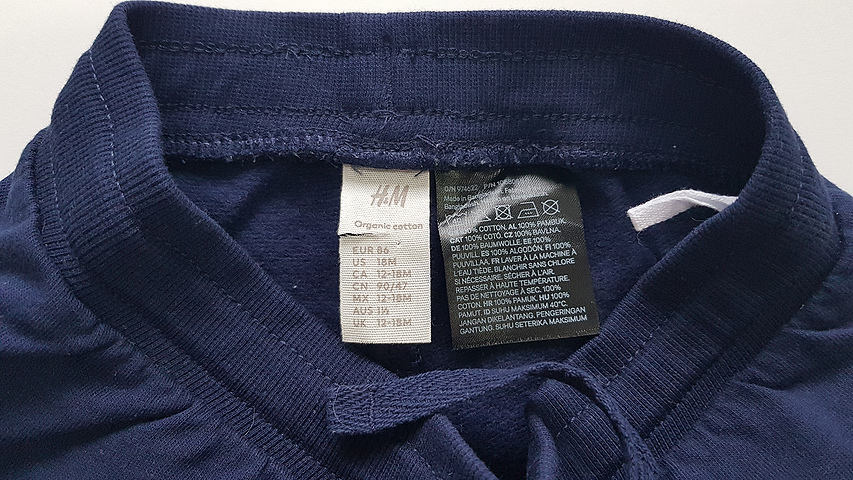 H&M
Organic cotton
EUR 86
US 18M
CA 12-18M
CN 90/47
MX 12-18M
AUS 1½
UK 12-18M
O/N 974622 P/N
Made in
COTTON, AL 100% PAMBUK.
CAT 100% COTÓ. CZ 100% BAVLNA.
DE 100% BAUMWOLLE. EE 100%
PUUVILL. ES 100% ALGODÓN. FI 100%
PUUVILLAA. FR LAVER À LA MACHINE À
L'EAU TIÈDE. BLANCHIR SANS CHLORE
SI NÉCESSAIRE. SÉCHER À L'AIR.
REPASSER À HAUTE TEMPÉRATURE.
PAS DE NETTOYAGE À SEC. 100%
COTON. HR 100% PAMUK. HU 100%
PAMUT. ID SUHU MAKSIMUM 40°C.
JANGAN DIKELANTANG. PENGERINGAN
GANTUNG. SUHU SETERIKA MAKSIMUM